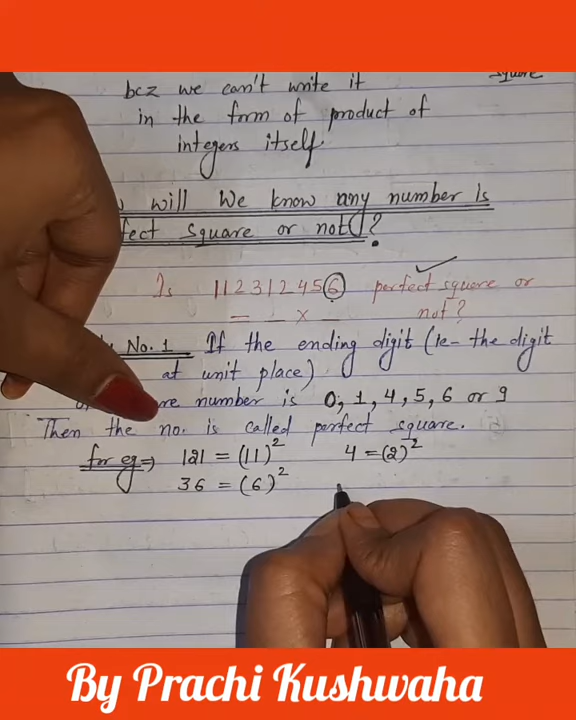 square
bcz we can't write it
in the form of product of
integers itself.
will We know any number is
square or not ?
Is 112312456 perfect square or
not ?
No. 1 If the ending digit (ie- the digit
at unit place)
number is 0, 1, 4, 5, 6 or 9
Then the no. is called perfect square.
for eg ⇒ 121 = (11)² 4 = (2)²
36 = (6)²
By Prachi Kushwaha